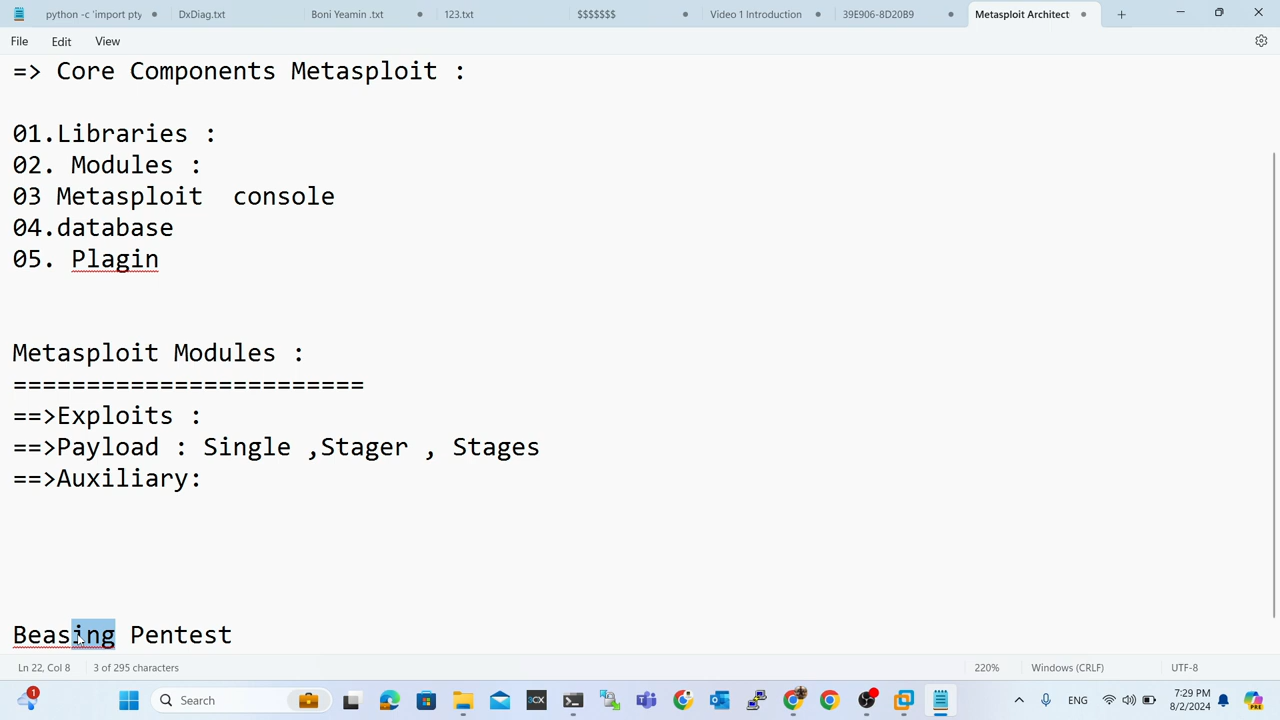 python -c 'import pty
DxDiag.txt
Boni Yeamin .txt
123.txt
$$$$$$$
Video 1 Introduction
39E906-8D20B9
Metasploit Architect
File
Edit
View
=> Core Components Metasploit :
01.Libraries :
02. Modules :
03 Metasploit  console
04.database
05. Plagin
Metasploit Modules :
========================
==>Exploits :
==>Payload : Single ,Stager , Stages
==>Auxiliary:
Beasing Pentest
Ln 22, Col 8
3 of 295 characters
220%
Windows (CRLF)
UTF-8
1
Search
3CX
ENG
7:29 PM
8/2/2024
PRE